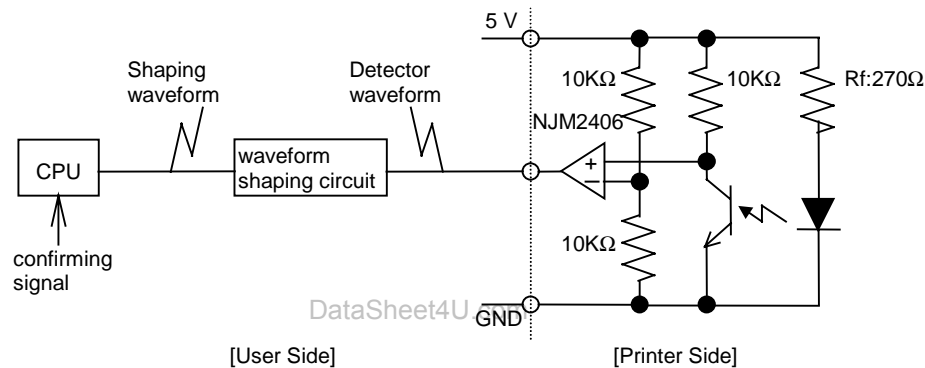 5 V
Shaping
waveform
Detector
waveform
10KΩ
10KΩ
Rf:270Ω
NJM2406
CPU
waveform
shaping circuit
+
−
confirming
signal
10KΩ
DataSheet4U.com
GND
[User Side]
[Printer Side]